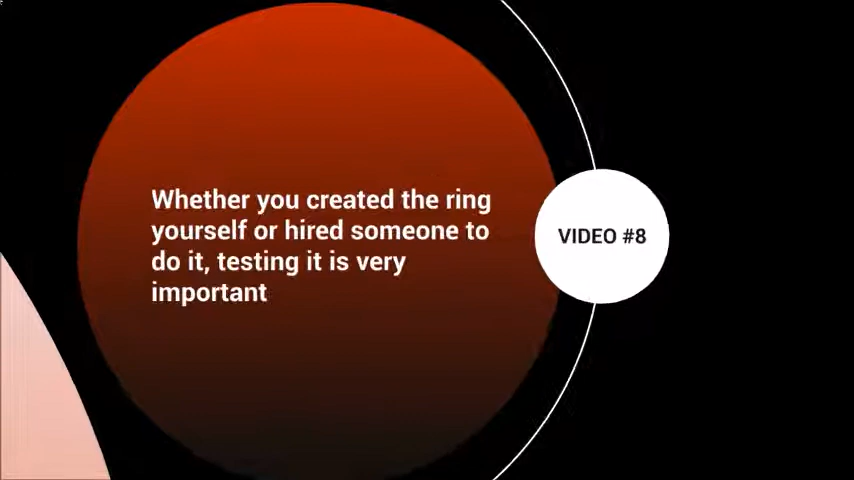 Whether you created the ring
yourself or hired someone to
do it, testing it is very
important
VIDEO #8